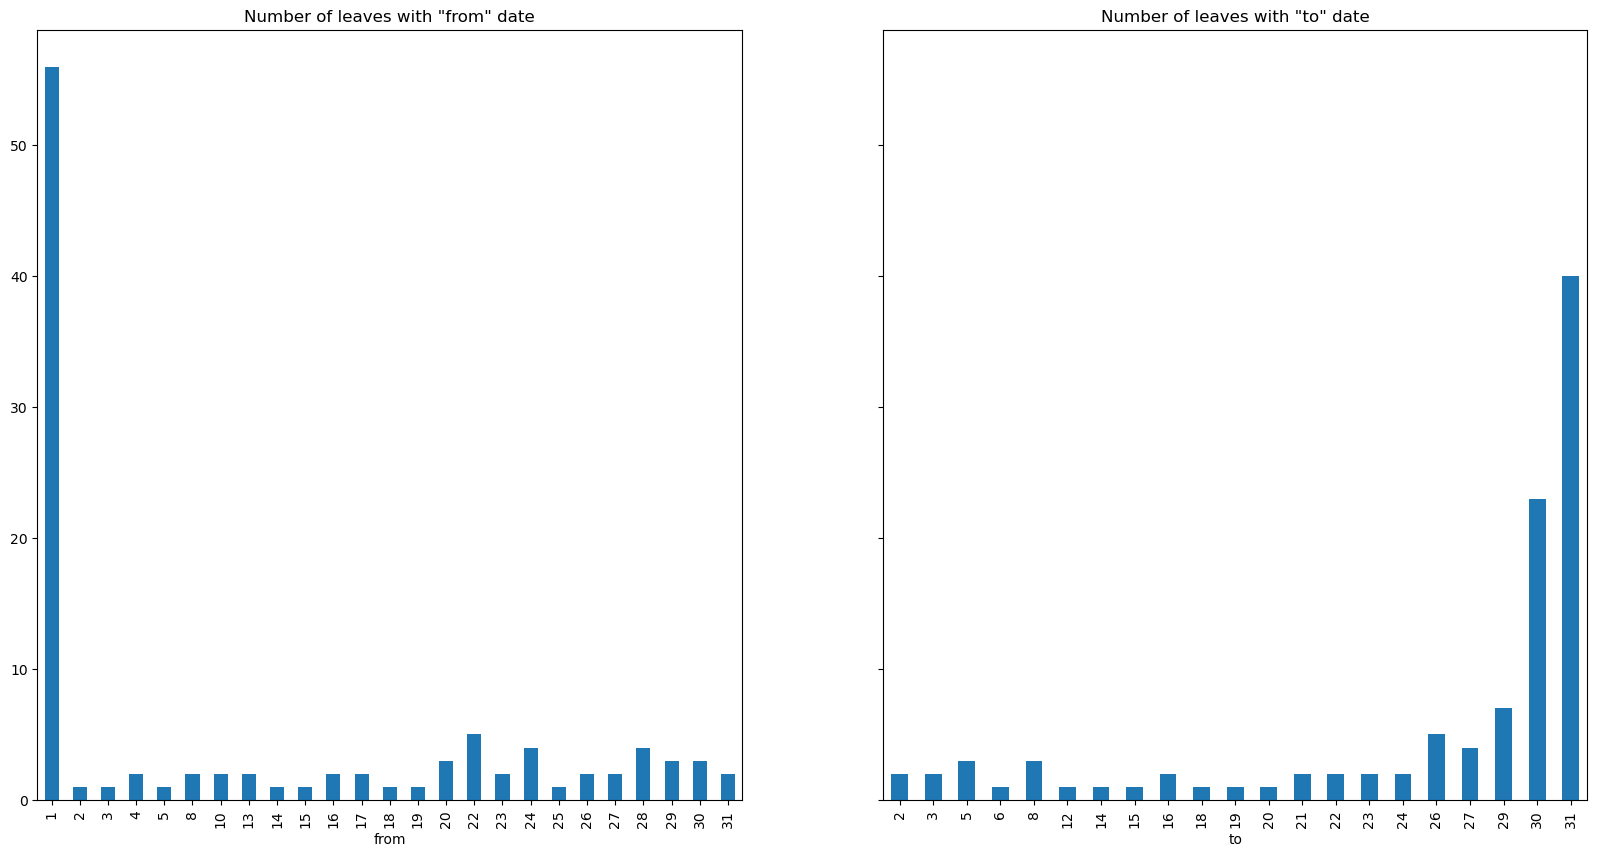 Number of leaves with "from" date
50
40
30
20
10
0
1 2 3 4 5 8 10 13 14 15 16 17 18 19 20 22 23 24 25 26 27 28 29 30 31
from
Number of leaves with "to" date
2 3 5 6 8 12 14 15 16 18 19 20 21 22 23 24 26 27 29 30 31
to